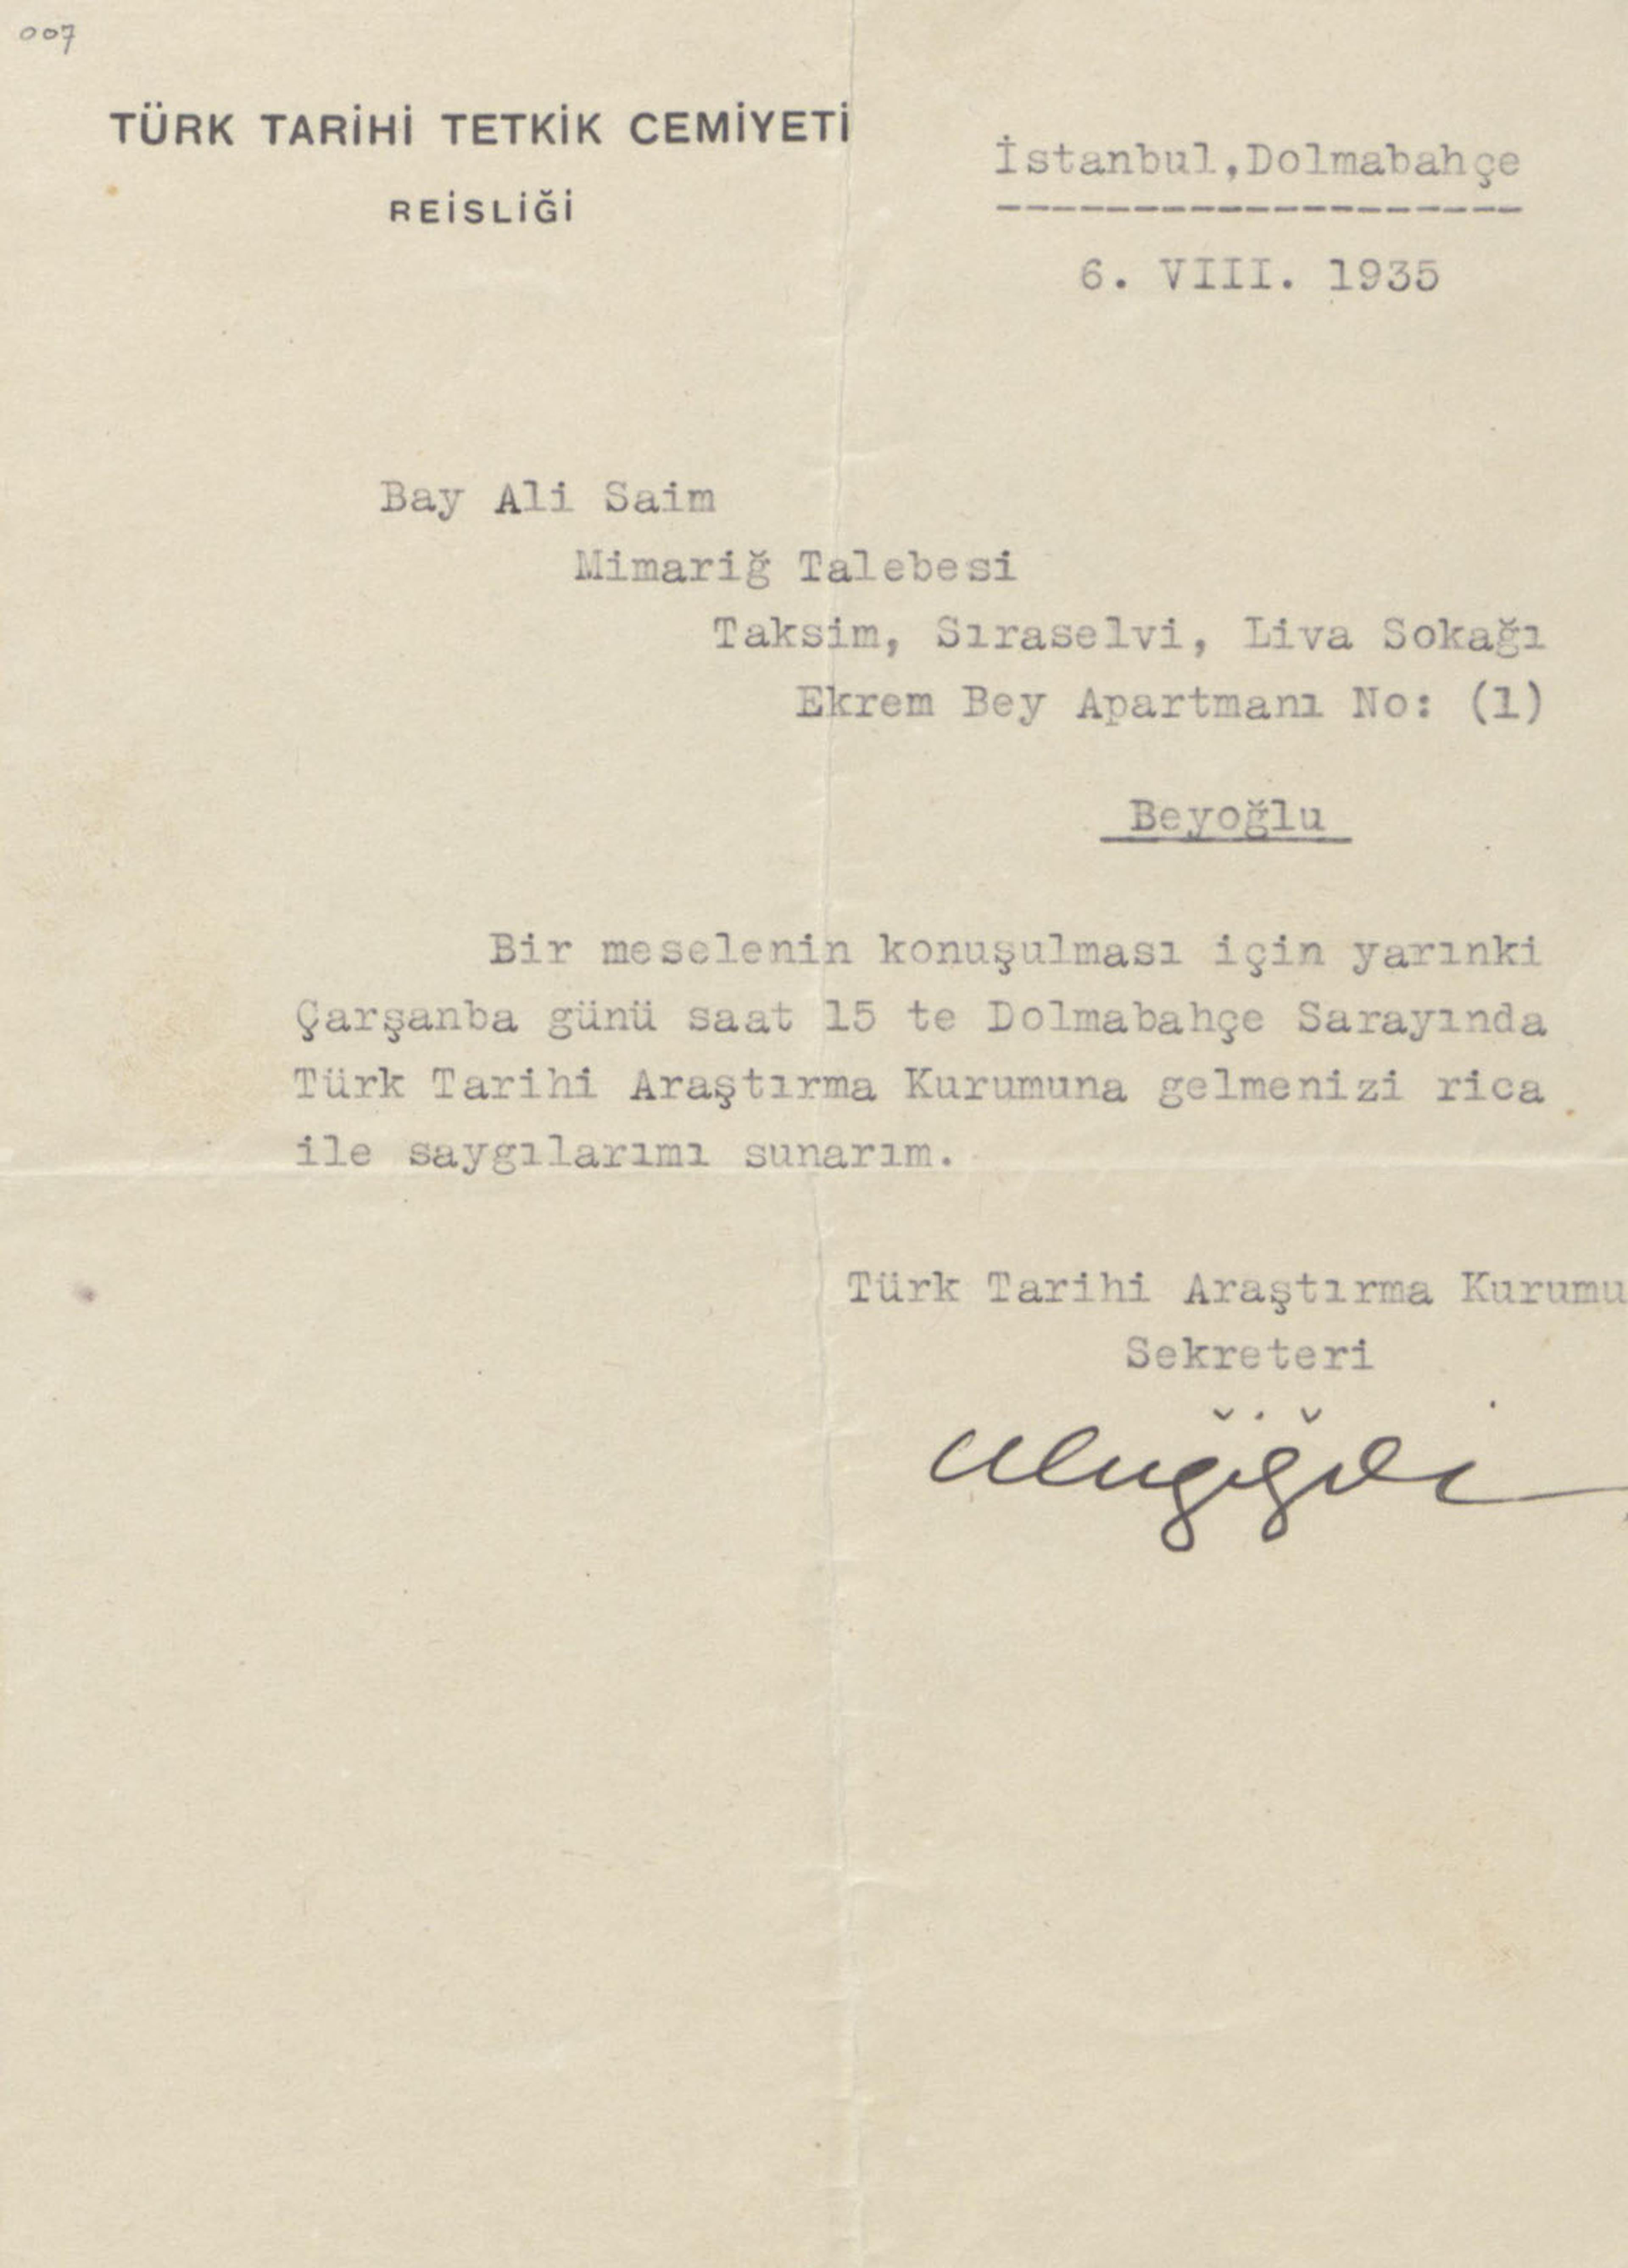 007
TÜRK TARİHİ TETKİK CEMİYETİ
REİSLİĞİ
İstanbul,Dolmabahçe
6. VIII. 1935
Bay Ali Saim
Mimariğ Talebesi
Taksim, Sıraselvi, Liva Sokağı
Ekrem Bey Apartmanı No: (1)
Beyoğlu
Bir meselenin konuşulması için yarınki
Çarşanba günü saat 15 te Dolmabahçe Sarayında
Türk Tarihi Araştırma Kurumuna gelmenizi rica
ile saygılarımı sunarım.
Türk Tarihi Araştırma Kurumu
Sekreteri